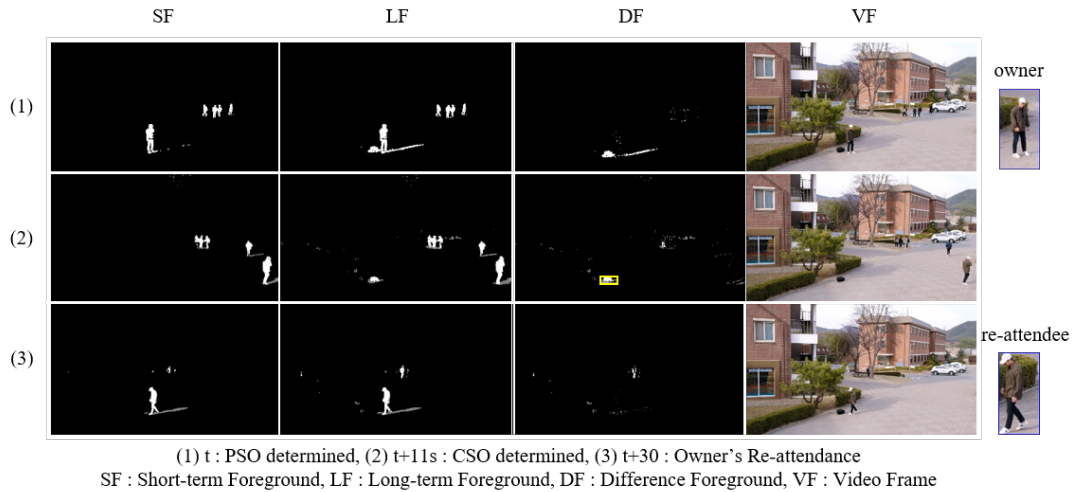 SF LF DF VF
owner
(1)
(2)
re-attendee
(3)
(1) t : PSO determined, (2) t+11s : CSO determined, (3) t+30 : Owner's Re-attendance
SF : Short-term Foreground, LF : Long-term Foreground, DF : Difference Foreground, VF : Video Frame